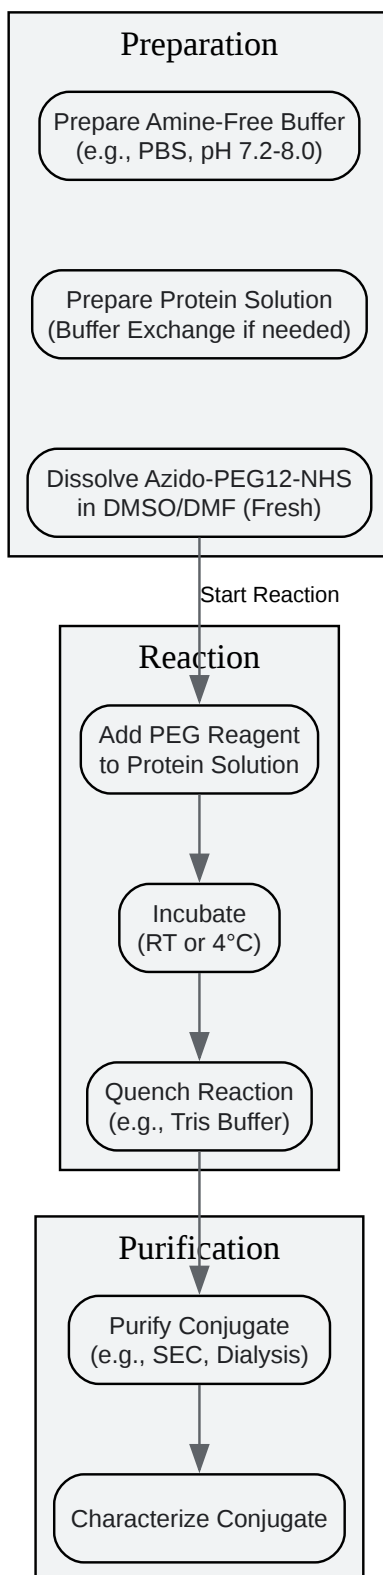 Preparation
Prepare Amine-Free Buffer
(e.g., PBS, pH 7.2-8.0)
Prepare Protein Solution
(Buffer Exchange if needed)
Dissolve Azido-PEG12-NHS
in DMSO/DMF (Fresh)
Start Reaction
Reaction
Add PEG Reagent
to Protein Solution
Incubate
(RT or 4°C)
Quench Reaction
(e.g., Tris Buffer)
Purification
Purify Conjugate
(e.g., SEC, Dialysis)
Characterize Conjugate